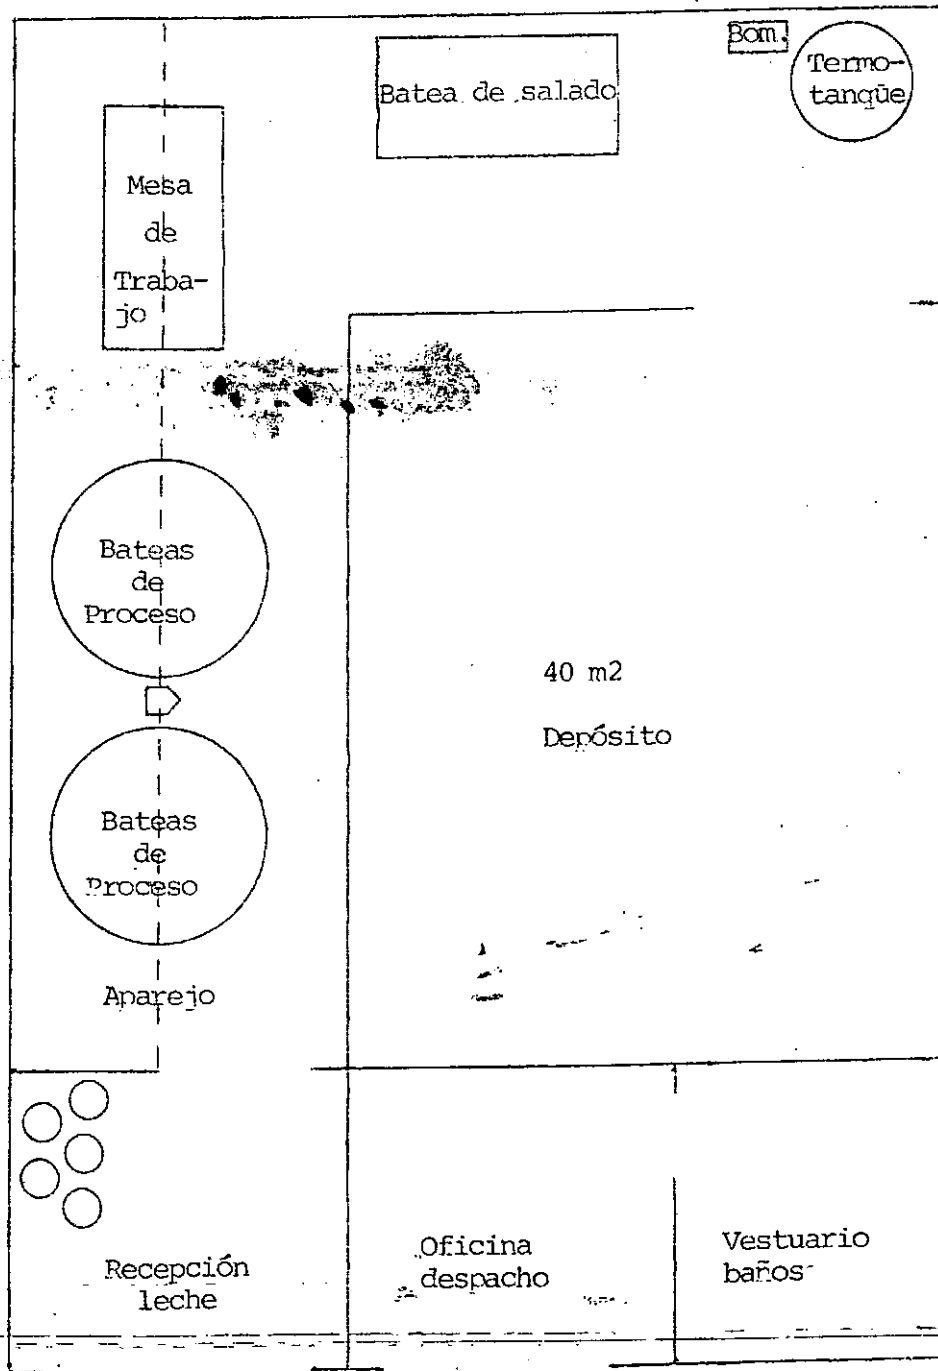 Bom.
Termo-
tanqüe
Batea de salado
Mesa
de
Traba-
jo
Bateas
de
Proceso
40 m2
Depósito
Bateas
de
Proceso
Aparejo
Recepción
leche
Oficina
despacho
Vestuario
baños